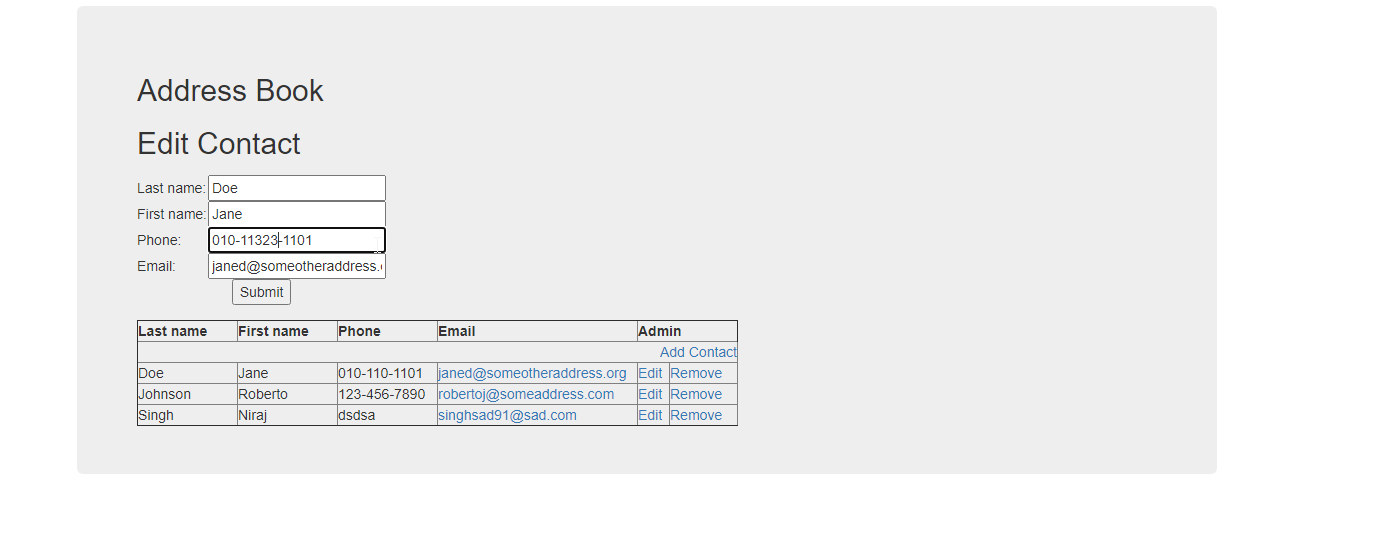 Address Book
Edit Contact
Last name: Doe
First name: Jane
Phone: 010-11323-1101
Email: janed@someotheraddress.
Submit
Last name First name Phone Email Admin
Add Contact
Doe Jane 010-110-1101 janed@someotheraddress.org Edit Remove
Johnson Roberto 123-456-7890 robertoj@someaddress.com Edit Remove
Singh Niraj dsdsa singhsad91@sad.com Edit Remove